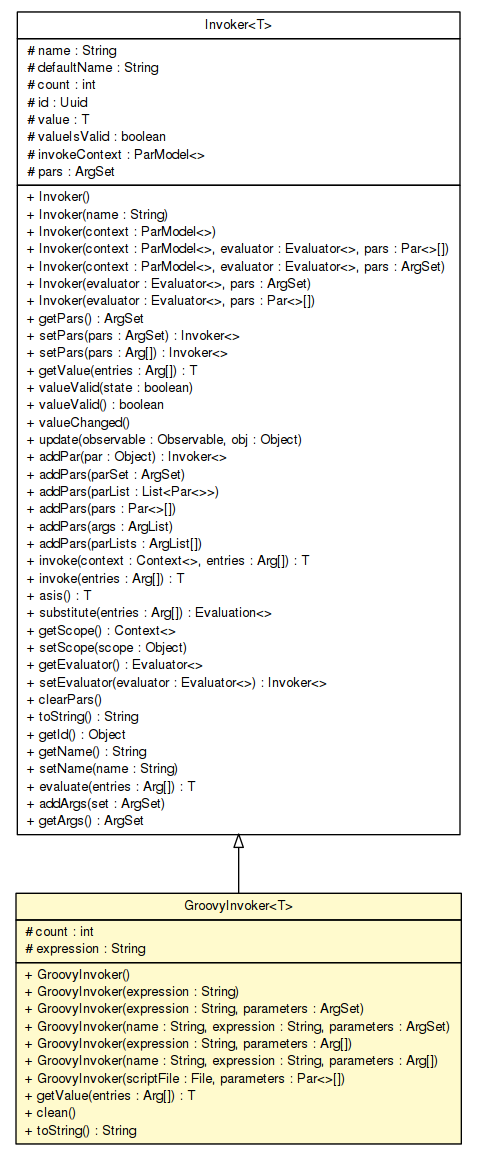 Invoker<T>
# name : String
# defaultName : String
# count : int
# id : Uuid
# value : T
# valueIsValid : boolean
# invokeContext : ParModel<>
# pars : ArgSet
+ Invoker()
+ Invoker(name : String)
+ Invoker(context : ParModel<>)
+ Invoker(context : ParModel<>, evaluator : Evaluator<>, pars : Par<>[])
+ Invoker(context : ParModel<>, evaluator : Evaluator<>, pars : ArgSet)
+ Invoker(evaluator : Evaluator<>, pars : ArgSet)
+ Invoker(evaluator : Evaluator<>, pars : Par<>[])
+ getPars() : ArgSet
+ setPars(pars : ArgSet) : Invoker<>
+ setPars(pars : Arg[]) : Invoker<>
+ getValue(entries : Arg[]) : T
+ valueValid(state : boolean)
+ valueValid() : boolean
+ valueChanged()
+ update(observable : Observable, obj : Object)
+ addPar(par : Object) : Invoker<>
+ addPars(parSet : ArgSet)
+ addPars(parList : List<Par<>>)
+ addPars(pars : Par<>[])
+ addPars(args : ArgList)
+ addPars(parLists : ArgList[])
+ invoke(context : Context<>, entries : Arg[]) : T
+ invoke(entries : Arg[]) : T
+ asis() : T
+ substitute(entries : Arg[]) : Evaluation<>
+ getScope() : Context<>
+ setScope(scope : Object)
+ getEvaluator() : Evaluator<>
+ setEvaluator(evaluator : Evaluator<>) : Invoker<>
+ clearPars()
+ toString() : String
+ getId() : Object
+ getName() : String
+ setName(name : String)
+ evaluate(entries : Arg[]) : T
+ addArgs(set : ArgSet)
+ getArgs() : ArgSet
GroovyInvoker<T>
# count : int
# expression : String
+ GroovyInvoker()
+ GroovyInvoker(expression : String)
+ GroovyInvoker(expression : String, parameters : ArgSet)
+ GroovyInvoker(name : String, expression : String, parameters : ArgSet)
+ GroovyInvoker(expression : String, parameters : Arg[])
+ GroovyInvoker(name : String, expression : String, parameters : Arg[])
+ GroovyInvoker(scriptFile : File, parameters : Par<>[])
+ getValue(entries : Arg[]) : T
+ clean()
+ toString() : String